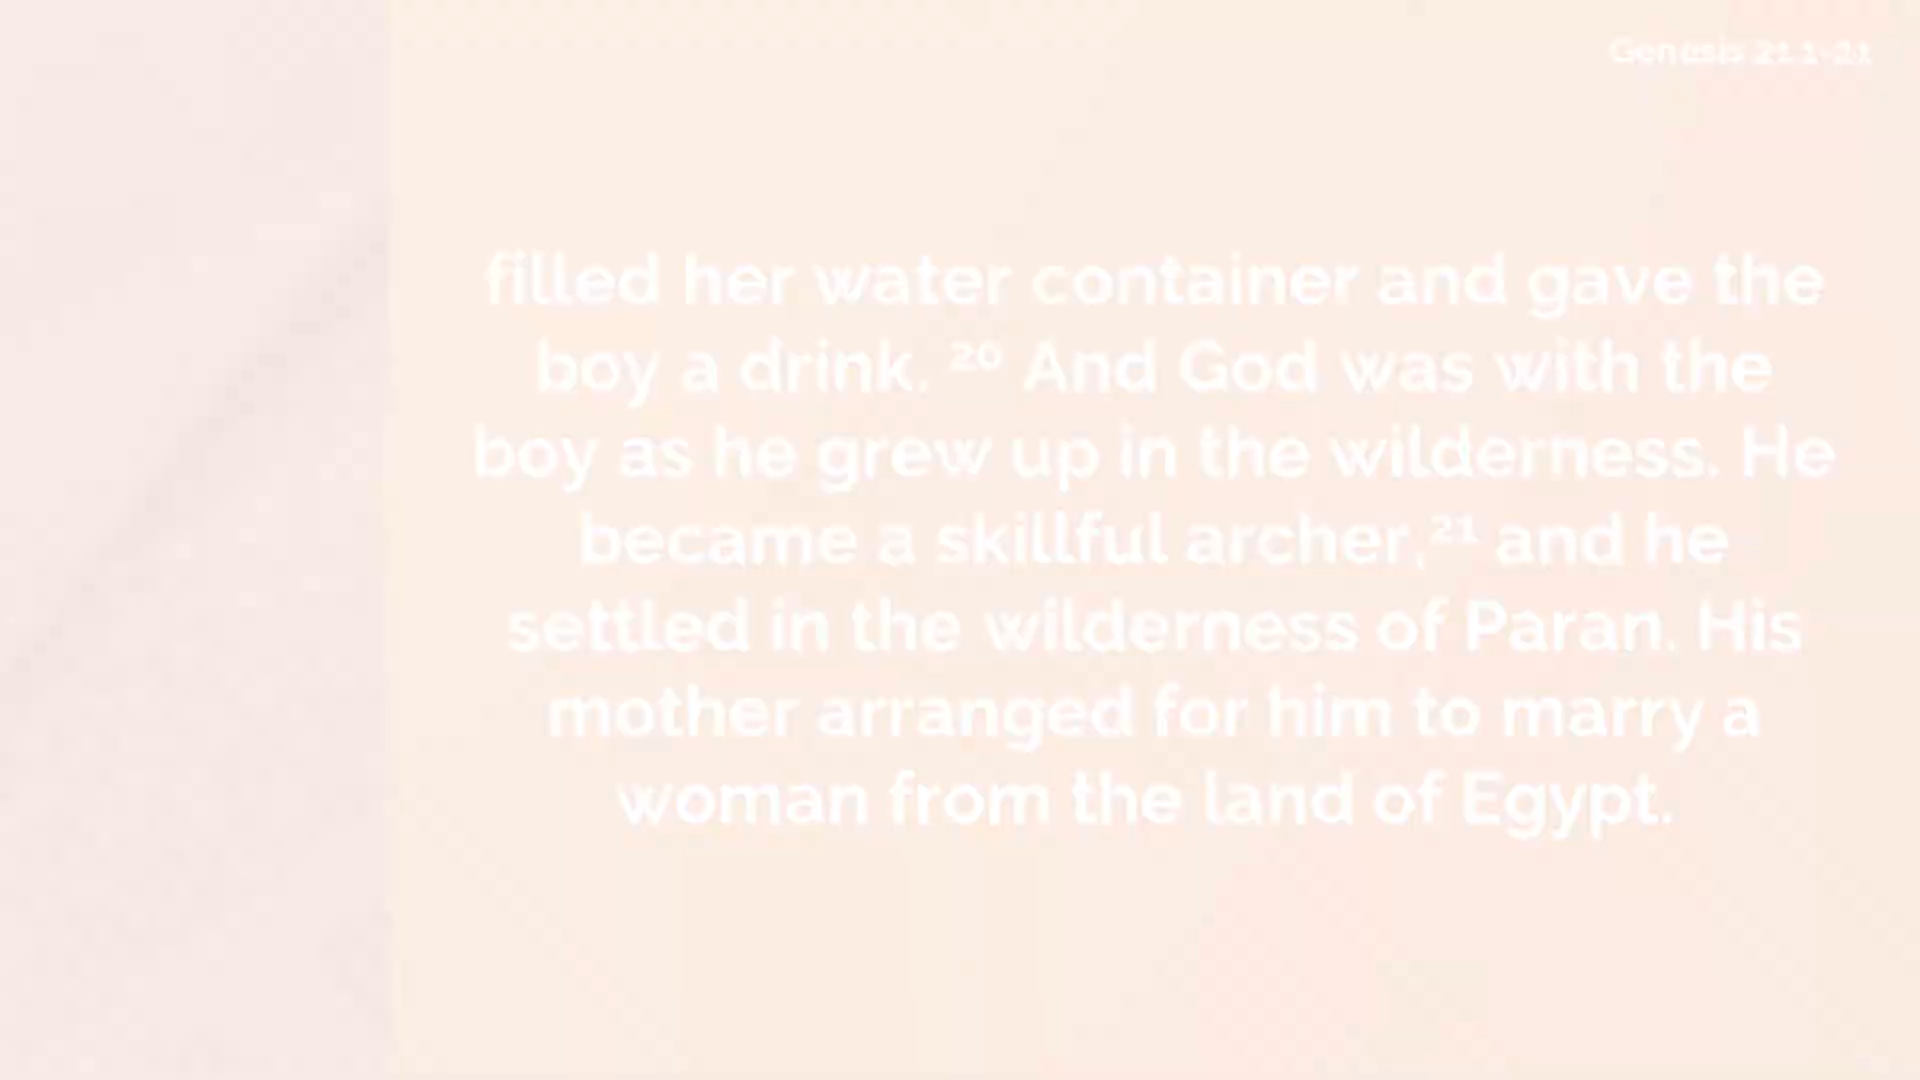 Genesis 21.1-21
filled her water container and gave the
boy a drink. ²⁰ And God was with the
boy as he grew up in the wilderness. He
became a skillful archer,²¹ and he
settled in the wilderness of Paran. His
mother arranged for him to marry a
woman from the land of Egypt.